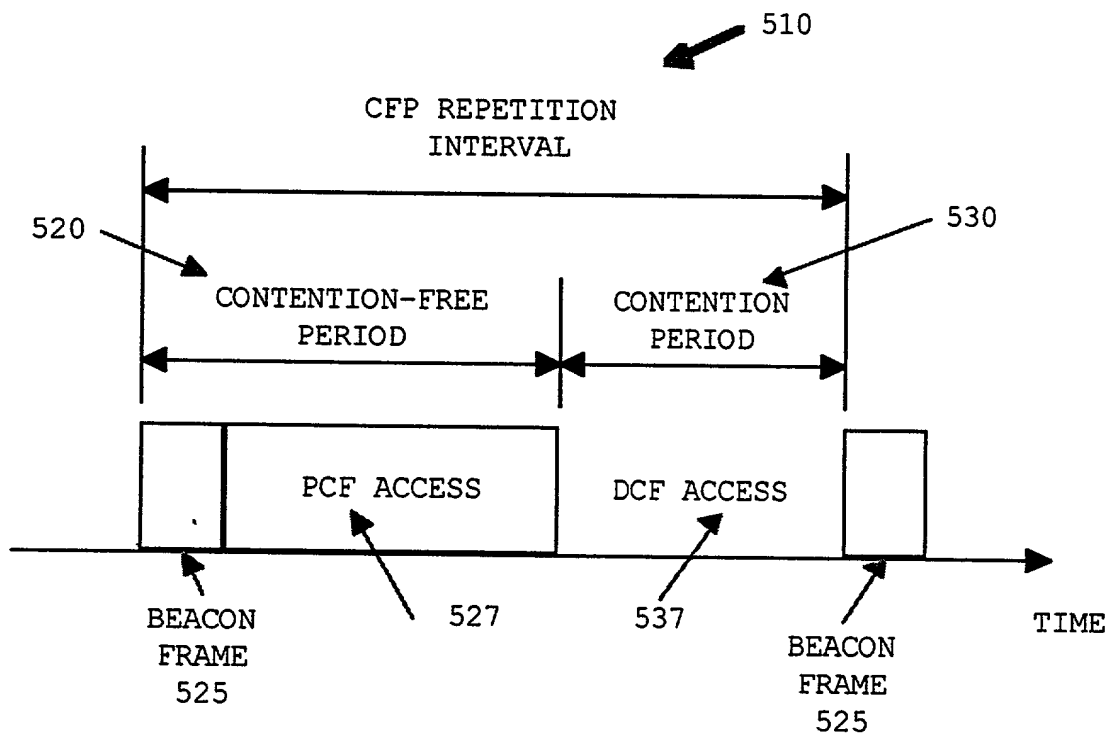 510
CFP REPETITION
INTERVAL
520
530
CONTENTION-FREE
PERIOD
CONTENTION
PERIOD
PCF ACCESS
DCF ACCESS
BEACON
FRAME
525
527
537
BEACON
FRAME
525
TIME